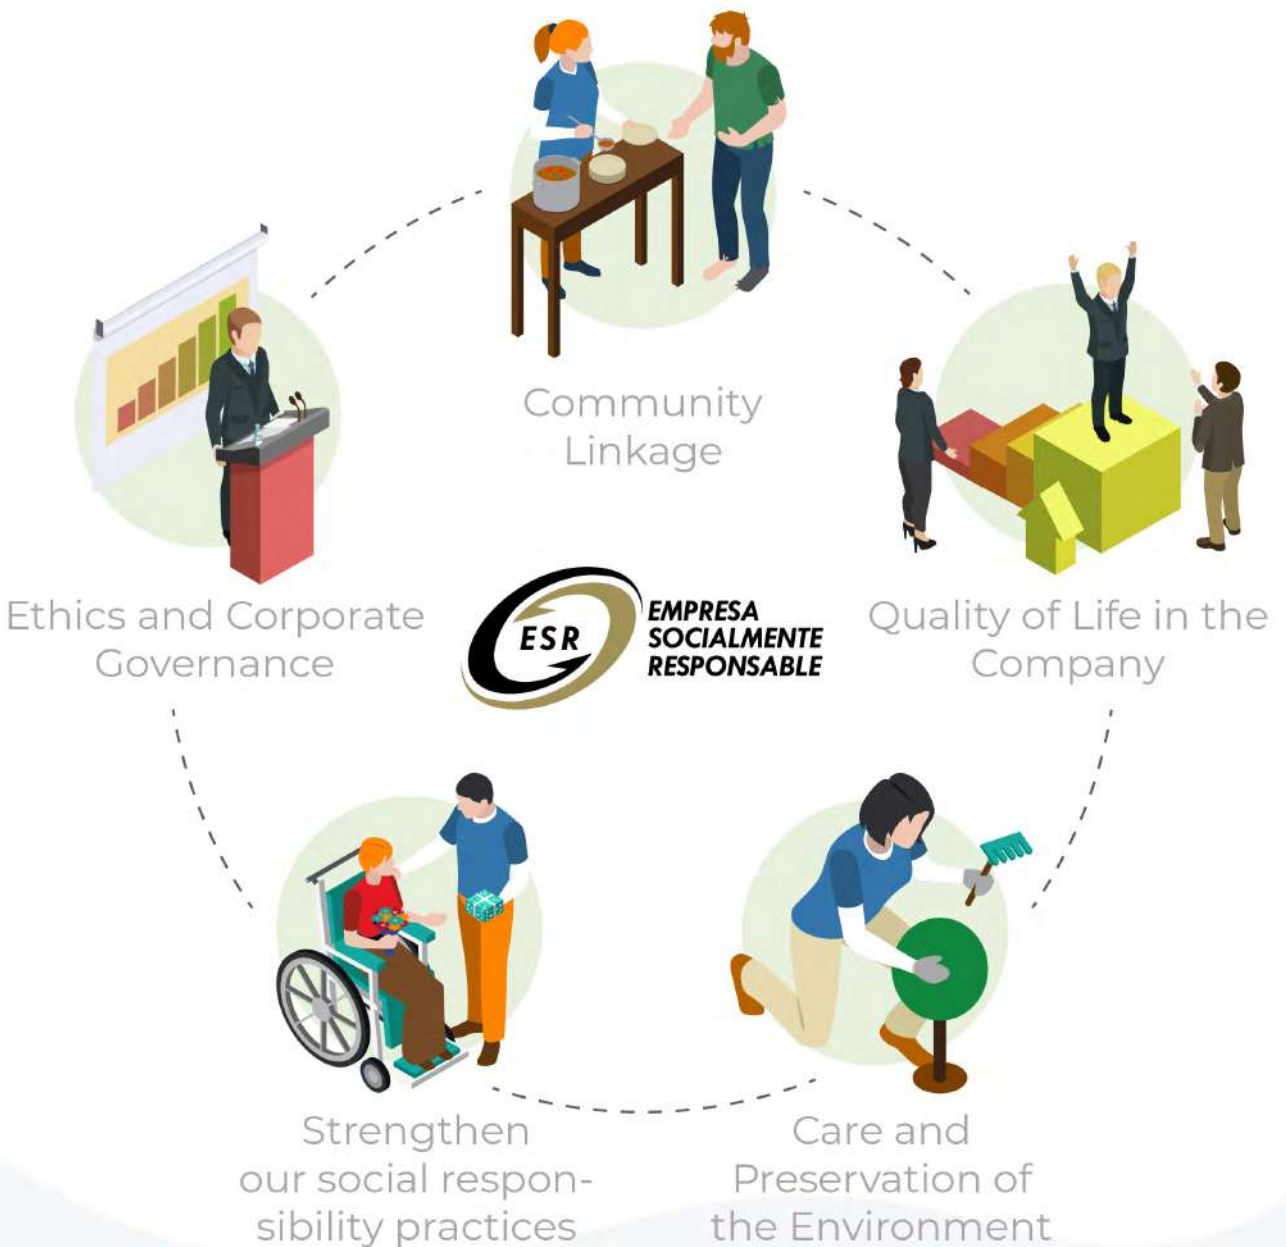 Community
Linkage
Ethics and Corporate
Governance
ESR
EMPRESA
SOCIALMENTE
RESPONSABLE
Quality of Life in the
Company
Strengthen
our social respon-
sibility practices
Care and
Preservation of
the Environment